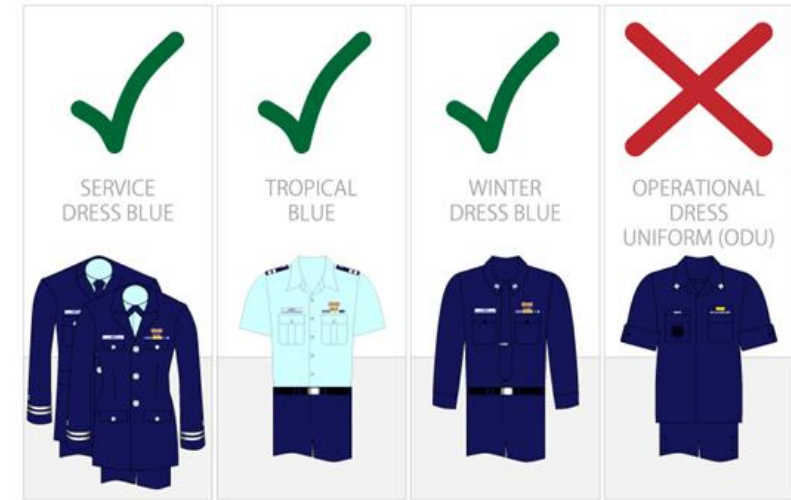 SERVICE
DRESS BLUE
TROPICAL
BLUE
WINTER
DRESS BLUE
OPERATIONAL
DRESS
UNIFORM (ODU)